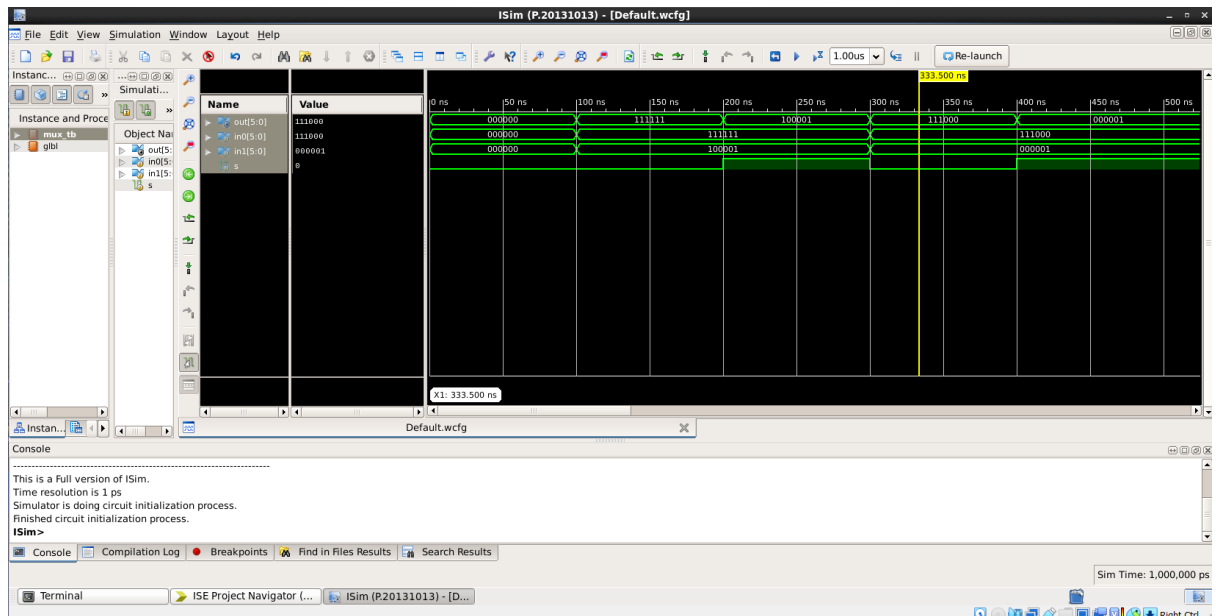 ISim (P.20131013) - [Default.wcfg]
File Edit View Simulation Window Layout Help
1.00us
Re-launch
Instanc...
Simulati...
Instance and Proce
mux_tb
glbl
Object Nar
out[5:
in0[5:
in1[5:
s
Name Value
out[5:0] 111000
in0[5:0] 111000
in1[5:0] 000001
s 0
333.500 ns
0 ns 50 ns 100 ns 150 ns 200 ns 250 ns 300 ns 350 ns 400 ns 450 ns 500 ns
000000 111111 100001 111000 000001
000000 111111 111000
000000 100001 000001
X1: 333.500 ns
Instan...
Default.wcfg
Console
This is a Full version of ISim.
Time resolution is 1 ps
Simulator is doing circuit initialization process.
Finished circuit initialization process.
ISim>
Console Compilation Log Breakpoints Find in Files Results Search Results
Sim Time: 1,000,000 ps
Terminal ISE Project Navigator (... ISim (P.20131013) - [D...
Right Ctrl